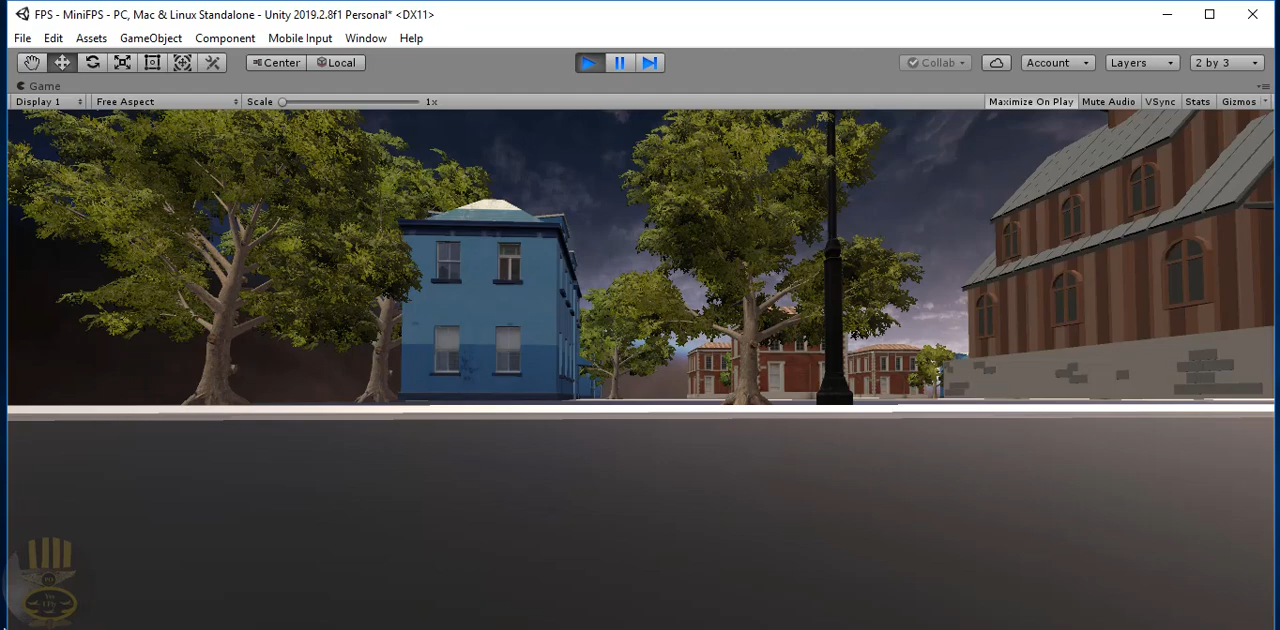 FPS - MiniFPS - PC, Mac & Linux Standalone - Unity 2019.2.8f1 Personal* <DX11>
File Edit Assets GameObject Component Mobile Input Window Help
Center Local Collab Account Layers 2 by 3
Game
Display 1 Free Aspect Scale 1x Maximize On Play Mute Audio VSync Stats Gizmos